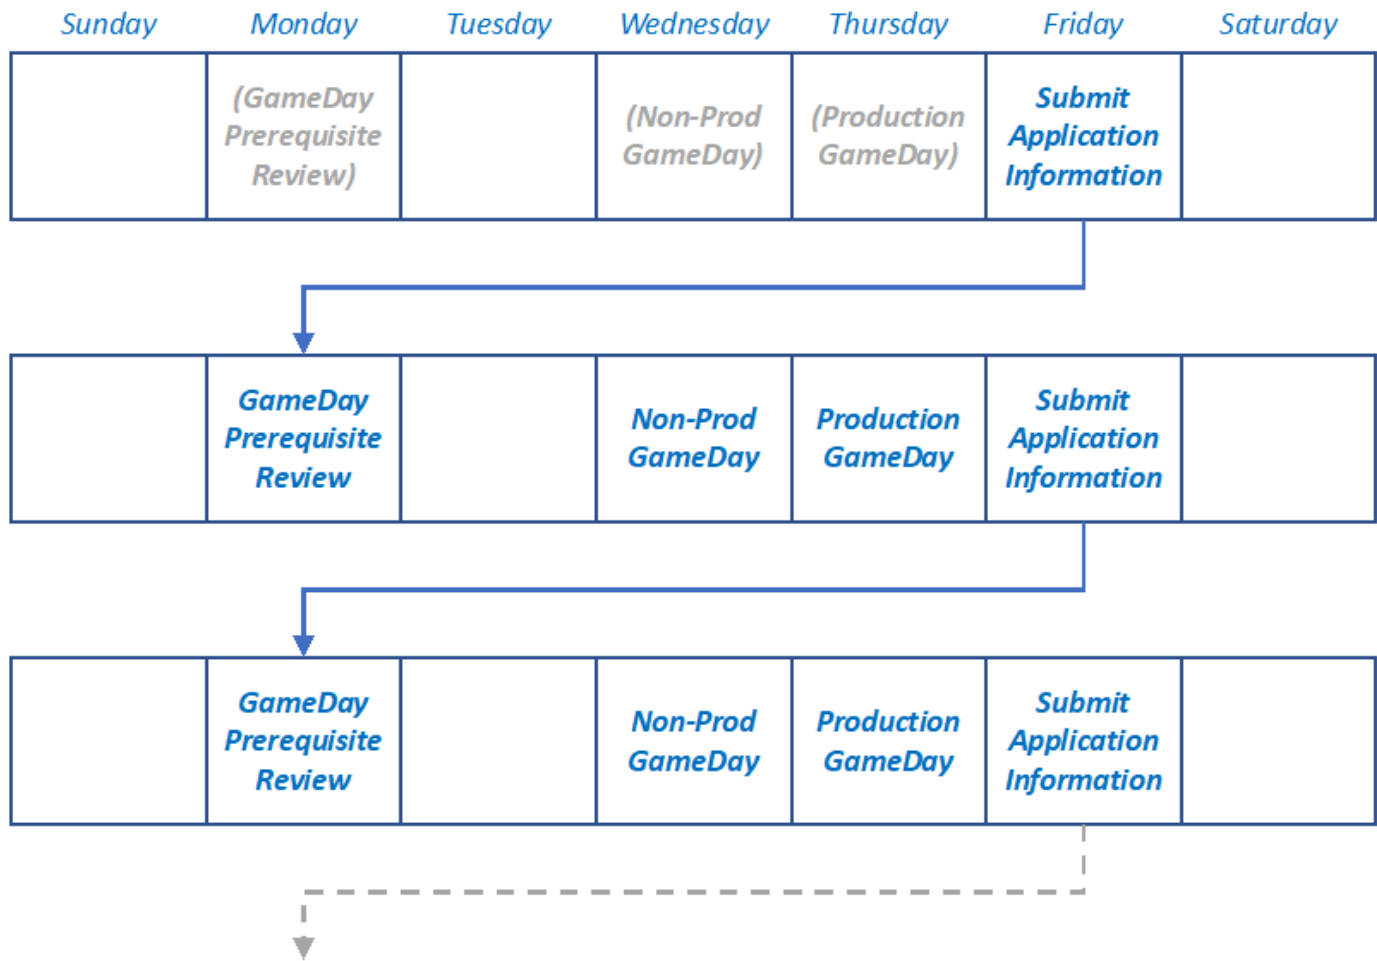 Sunday Monday Tuesday Wednesday Thursday Friday Saturday
(GameDay
Prerequisite
Review)
(Non-Prod
GameDay)
(Production
GameDay)
Submit
Application
Information
GameDay
Prerequisite
Review
Non-Prod
GameDay
Production
GameDay
Submit
Application
Information
GameDay
Prerequisite
Review
Non-Prod
GameDay
Production
GameDay
Submit
Application
Information